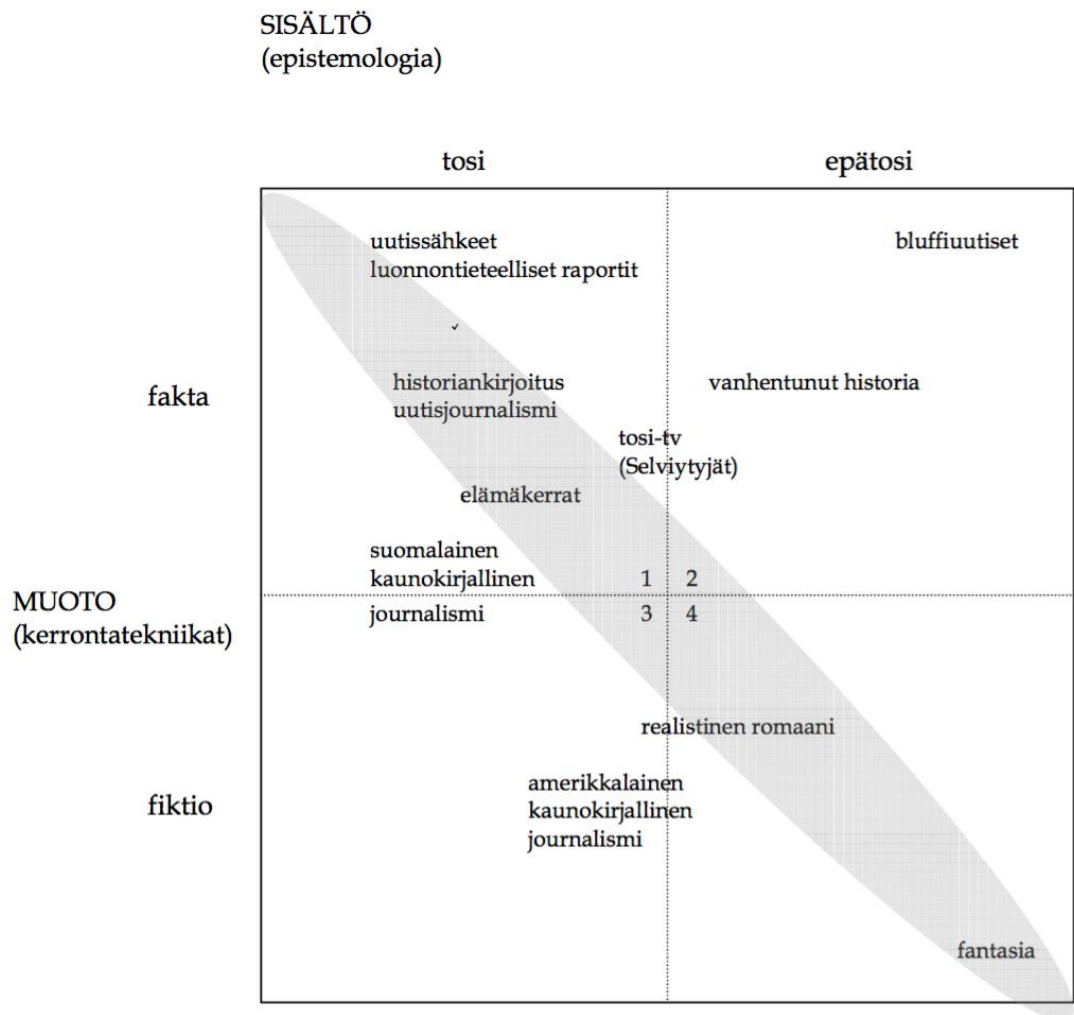 SISÄLTÖ
(epistemologia)
tosi
epätosi
uutissähkeet
luonnontieteelliset raportit
bluffiuutiset
fakta
historiankirjoitus
uutisjournalismi
vanhentunut historia
tosi-tv
(Selviytyjät)
elämäkerrat
suomalainen
kaunokirjallinen
1 2
MUOTO
(kerrontatekniikat)
journalismi
3 4
realistinen romaani
fiktio
amerikkalainen
kaunokirjallinen
journalismi
fantasia